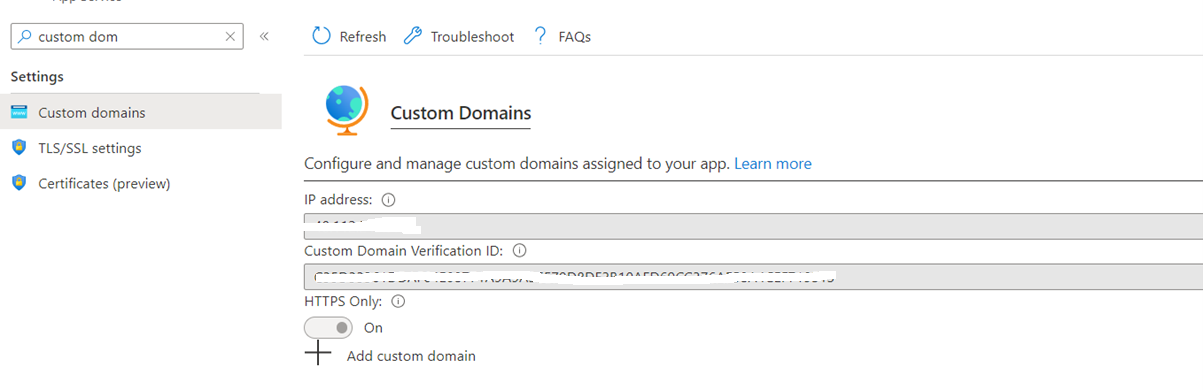 custom dom
Refresh
Troubleshoot
FAQs
Settings
Custom domains
TLS/SSL settings
Certificates (preview)
Custom Domains
Configure and manage custom domains assigned to your app. Learn more
IP address:
Custom Domain Verification ID:
HTTPS Only:
On
Add custom domain